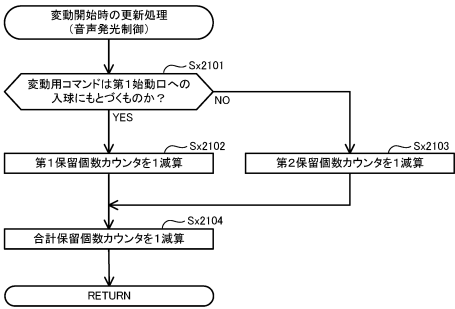 変動開始時の更新処理
(音声発光制御)
Sx2101
変動用コマンドは第1始動口への
入球にもとづくものか?
NO
YES
Sx2102
第1保留個数カウンタを1減算
Sx2103
第2保留個数カウンタを1減算
Sx2104
合計保留個数カウンタを1減算
RETURN